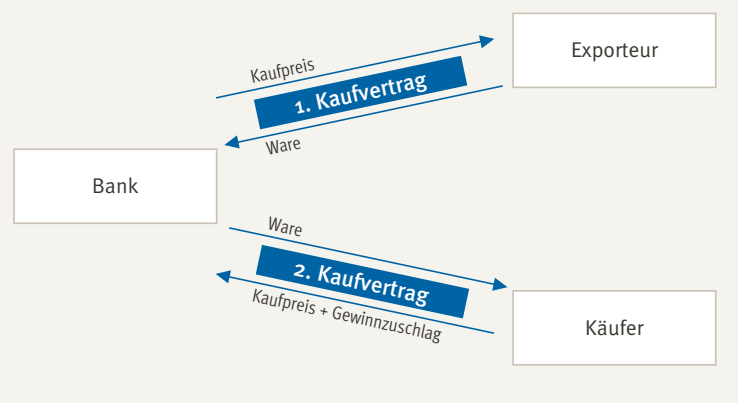 Exporteur
Kaufpreis
1. Kaufvertrag
Ware
Bank
Ware
2. Kaufvertrag
Kaufpreis + Gewinnzuschlag
Käufer